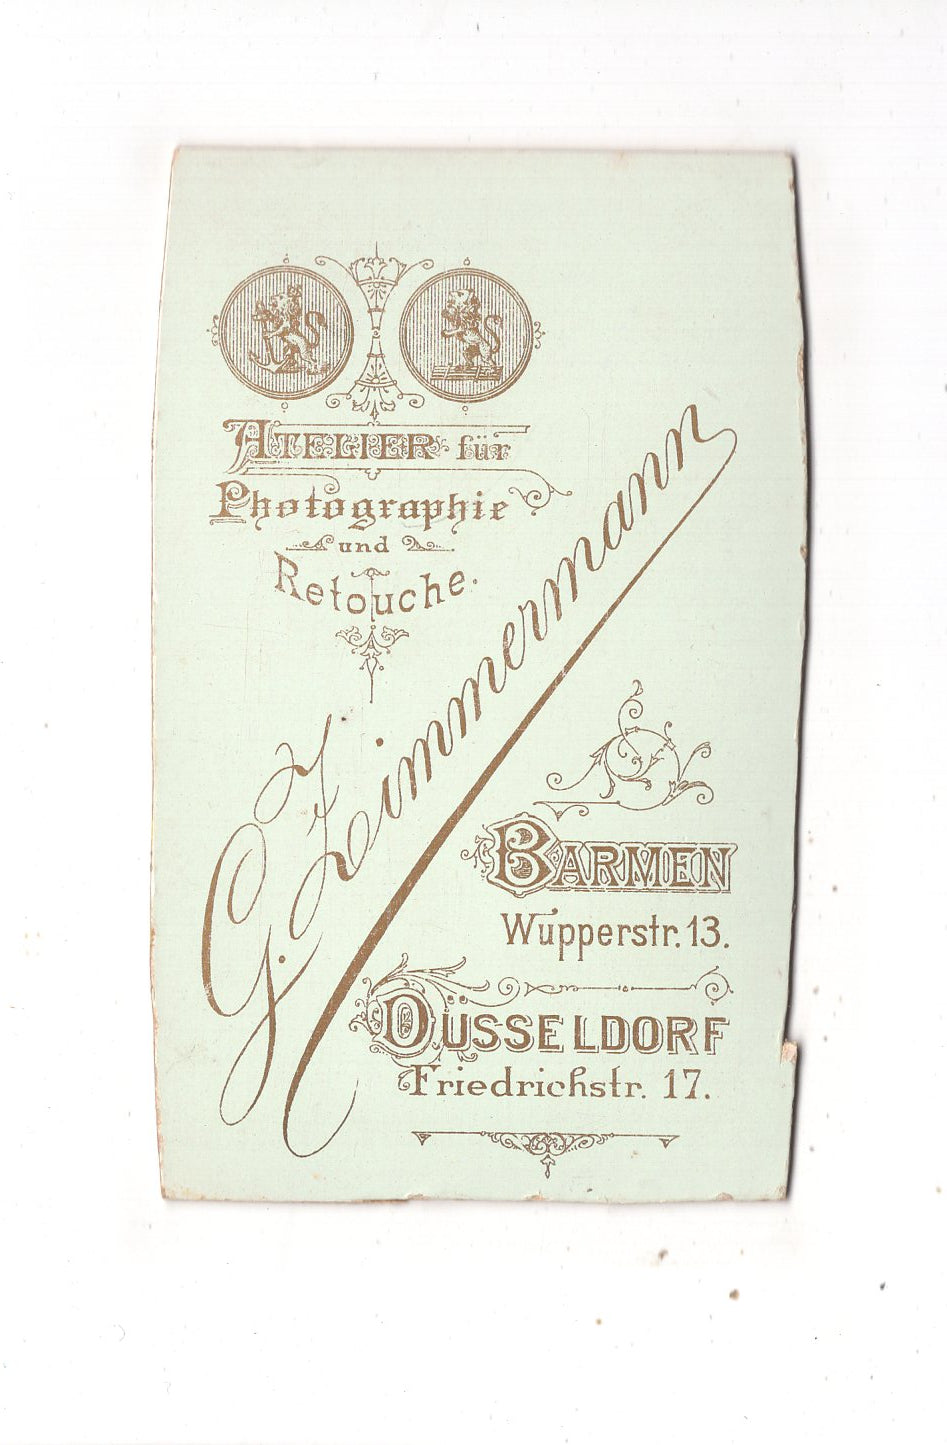 ATELIER für
Photographie
und
Retouche.
G. Zimmermann
BARMEN
Wupperstr. 13.
DÜSSELDORF
Friedrichstr. 17.